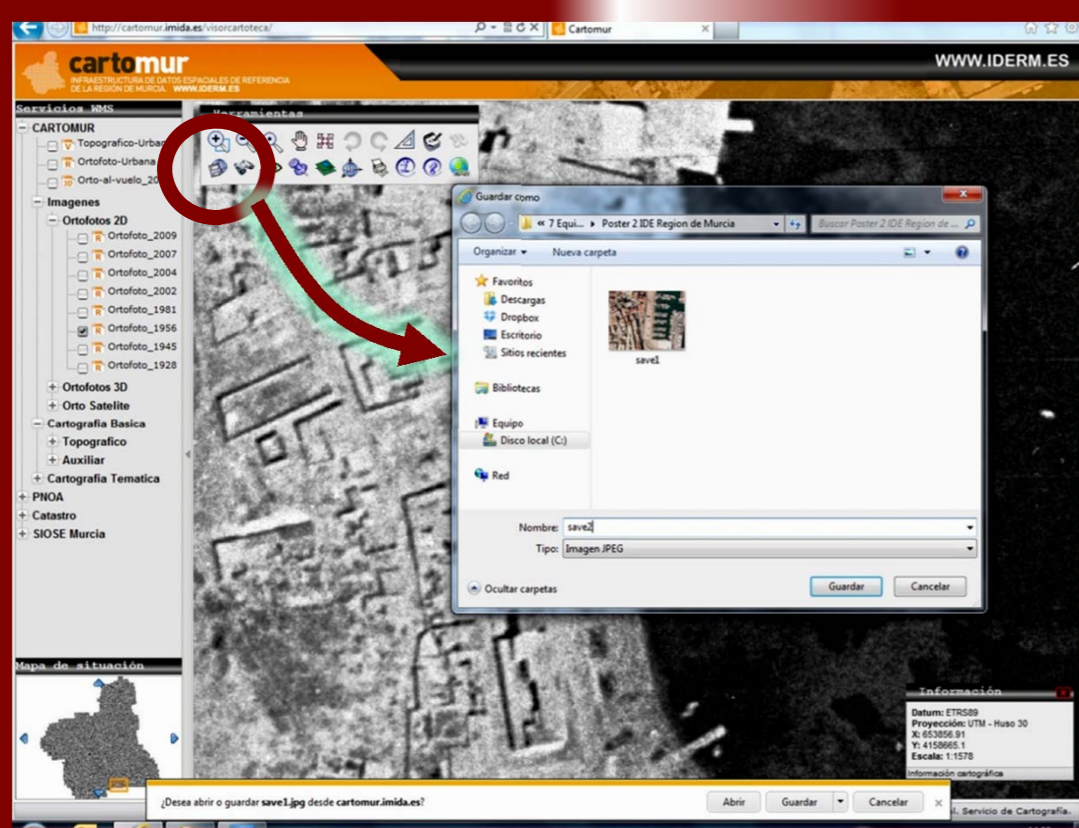 http://cartomur.imida.es/visorcartoteca/
Cartomur
cartomur
INFRAESTRUCTURA DE DATOS ESPACIALES DE REFERENCIA
DE LA REGION DE MURCIA. WWW.IDERM.ES
WWW.IDERM.ES
Servicios WMS
CARTOMUR
Topografico-Urba
Ortofoto-Urbana
Orto-al-vuelo_20
Imagenes
Ortofotos 2D
Ortofoto_2009
Ortofoto_2007
Ortofoto_2004
Ortofoto_2002
Ortofoto_1981
Ortofoto_1956
Ortofoto_1945
Ortofoto_1928
Ortofotos 3D
Orto Satelite
Cartografia Basica
Topografico
Auxiliar
Cartografia Tematica
PNOA
Catastro
SIOSE Murcia
Mapa de situación
Herramientas
Guardar como
« 7 Equi... ▸ Poster 2 IDE Region de Murcia
Buscar Poster 2 IDE Region de ...
Organizar
Nueva carpeta
Favoritos
Descargas
Dropbox
Escritorio
Sitios recientes
Bibliotecas
Equipo
Disco local (C:)
Red
save1
Nombre: save2
Tipo: Imagen JPEG
Ocultar carpetas
Guardar
Cancelar
Información
Datum: ETRS89
Proyección: UTM - Huso 30
X: 653856.91
Y: 4158665.1
Escala: 1:1578
Información cartográfica
¿Desea abrir o guardar save1.jpg desde cartomur.imida.es?
Abrir
Guardar
Cancelar
l. Servicio de Cartografía.